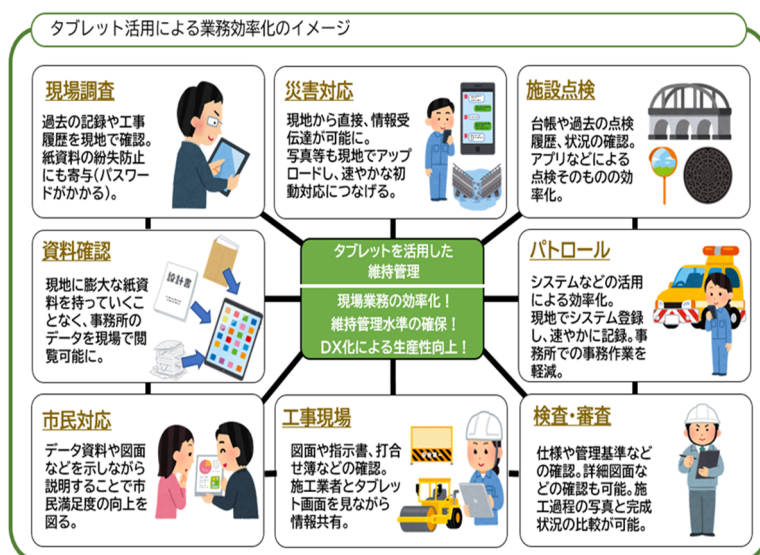 タブレット活用による業務効率化のイメージ
現場調査
過去の記録や工事
履歴を現地で確認。
紙資料の紛失防止
にも寄与(パスワー
ドがかかる)。
災害対応
現地から直接、情報受
伝達が可能に。
写真等も現地でアップ
ロードし、速やかな初
動対応につなげる。
施設点検
台帳や過去の点検
履歴、状況の確認。
アプリなどによる
点検そのものの効
率化。
資料確認
現地に膨大な紙資
料を持っていくこ
となく、事務所の
データを現場で閲
覧可能に。
設計書
タブレットを活用した
維持管理
現場業務の効率化!
維持管理水準の確保!
DX化による生産性向上!
パトロール
システムなどの活用
による効率化。
現地でシステム登録
し、速やかに記録。事
務所での事務作業を
軽減。
市民対応
データ資料や図面
などを示しながら
説明することで市
民満足度の向上を
図る。
工事現場
図面や指示書、打合
せ簿などの確認。
施工業者とタブレッ
ト画面を見ながら
情報共有。
検査・審査
仕様や管理基準など
の確認。詳細図面な
どの確認も可能。施
工過程の写真と完成
状況の比較が可能。